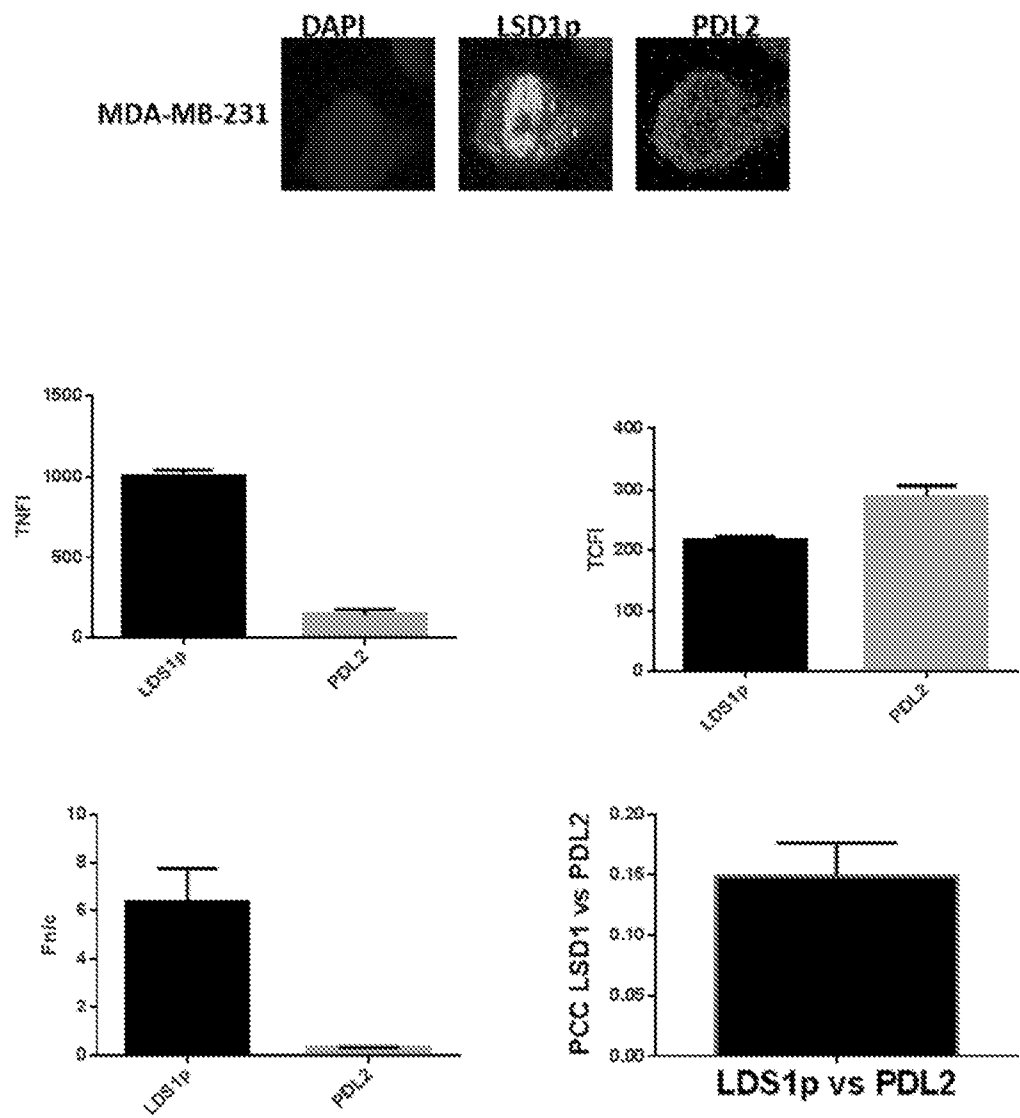 DAPI LSD1p PDL2
MDA-MB-231
1500
1000
500
0
TNFI
LDS1p PDL2
400
300
200
100
0
TCFI
LDS1p PDL2
10
8
6
4
2
0
Fn/c
LDS1p PDL2
0.20
0.15
0.10
0.05
0.00
PCC LSD1 vs PDL2
LDS1p vs PDL2